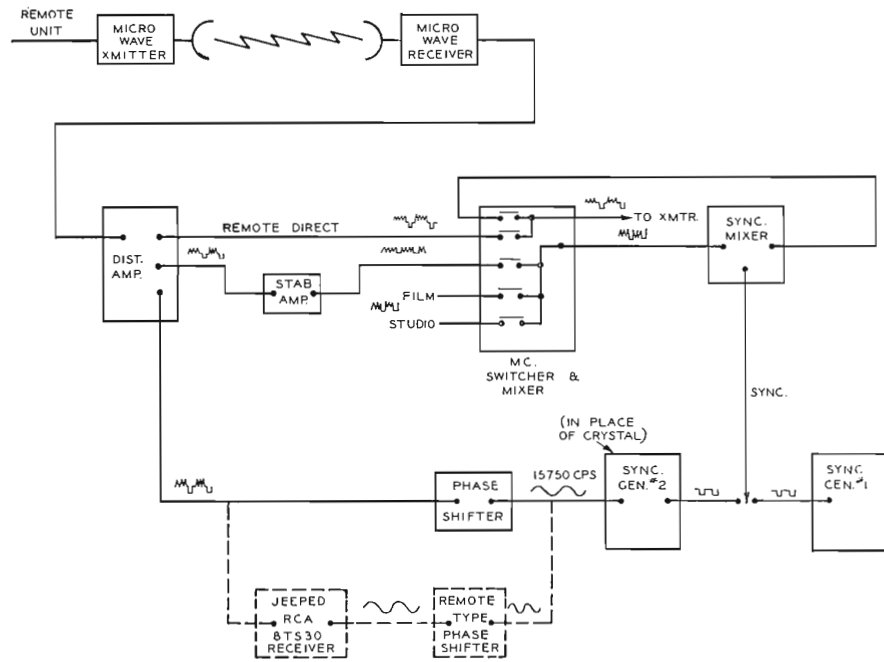 REMOTE
UNIT
MICRO
WAVE
XMITTER
MICRO
WAVE
RECEIVER
DIST.
AMP.
REMOTE DIRECT
STAB
AMP.
FILM
STUDIO
M.C.
SWITCHER &
MIXER
TO XMTR.
SYNC.
MIXER
SYNC.
(IN PLACE
OF CRYSTAL)
PHASE
SHIFTER
15750 CPS
SYNC.
GEN.#2
SYNC
GEN.#1
JEEPED
RCA
8TS30
RECEIVER
REMOTE
TYPE
PHASE
SHIFTER